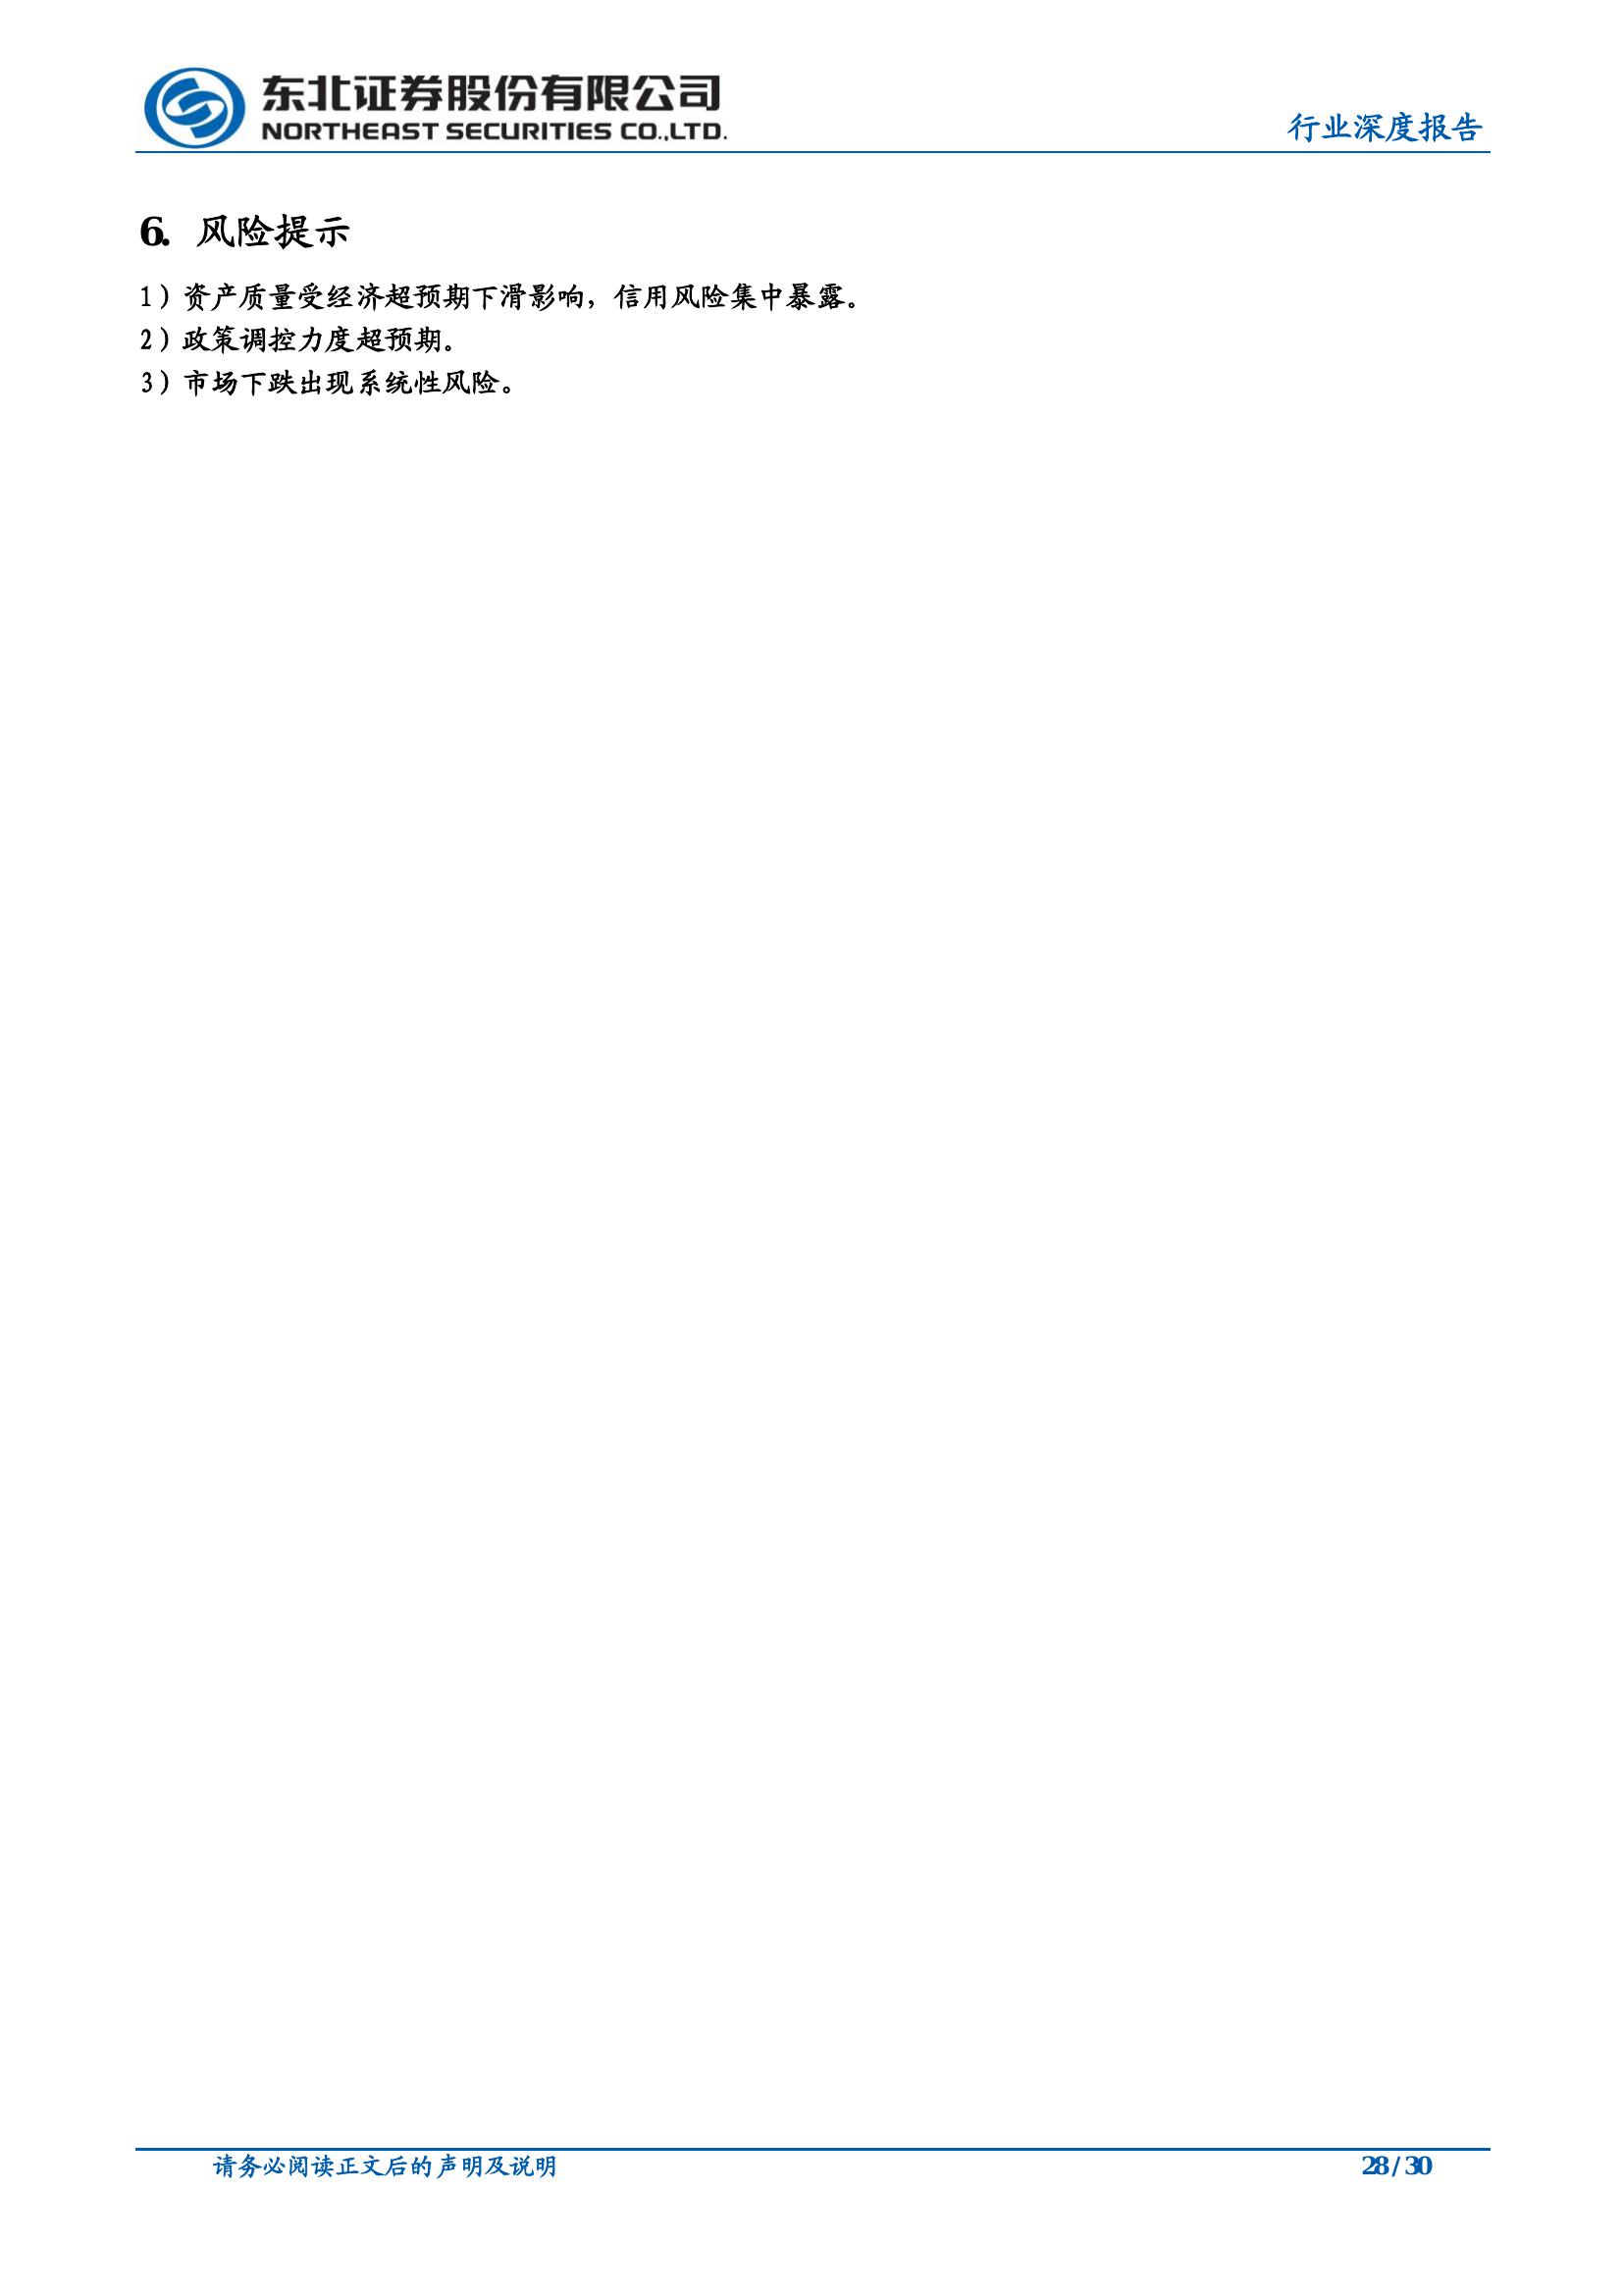 东北证券股份有限公司
NORTHEAST SECURITIES CO.,LTD.
行业深度报告
6. 风险提示
1）资产质量受经济超预期下滑影响，信用风险集中暴露。
2）政策调控力度超预期。
3）市场下跌出现系统性风险。
请务必阅读正文后的声明及说明
28 / 30